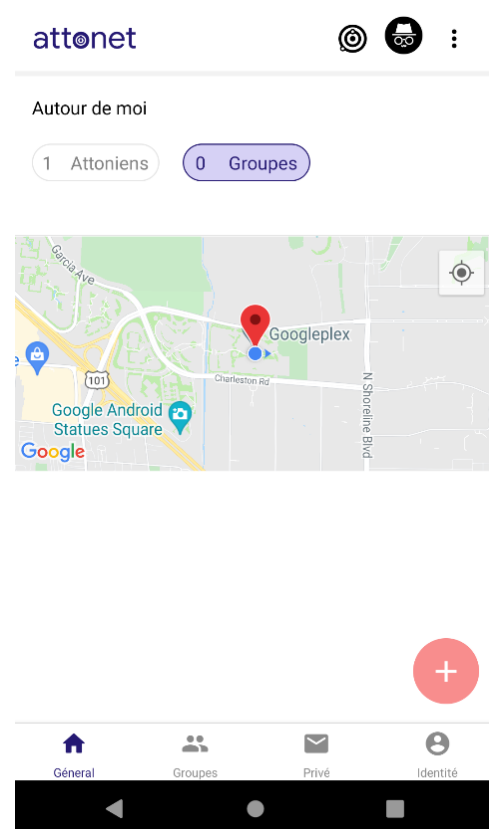 attonet
Autour de moi
1 Attoniens
0 Groupes
Garcia Ave
Googleplex
101
Charleston Rd
N Shoreline Blvd
e
Google Android
Statues Square
Google
+
Géneral
Groupes
Privé
Identité